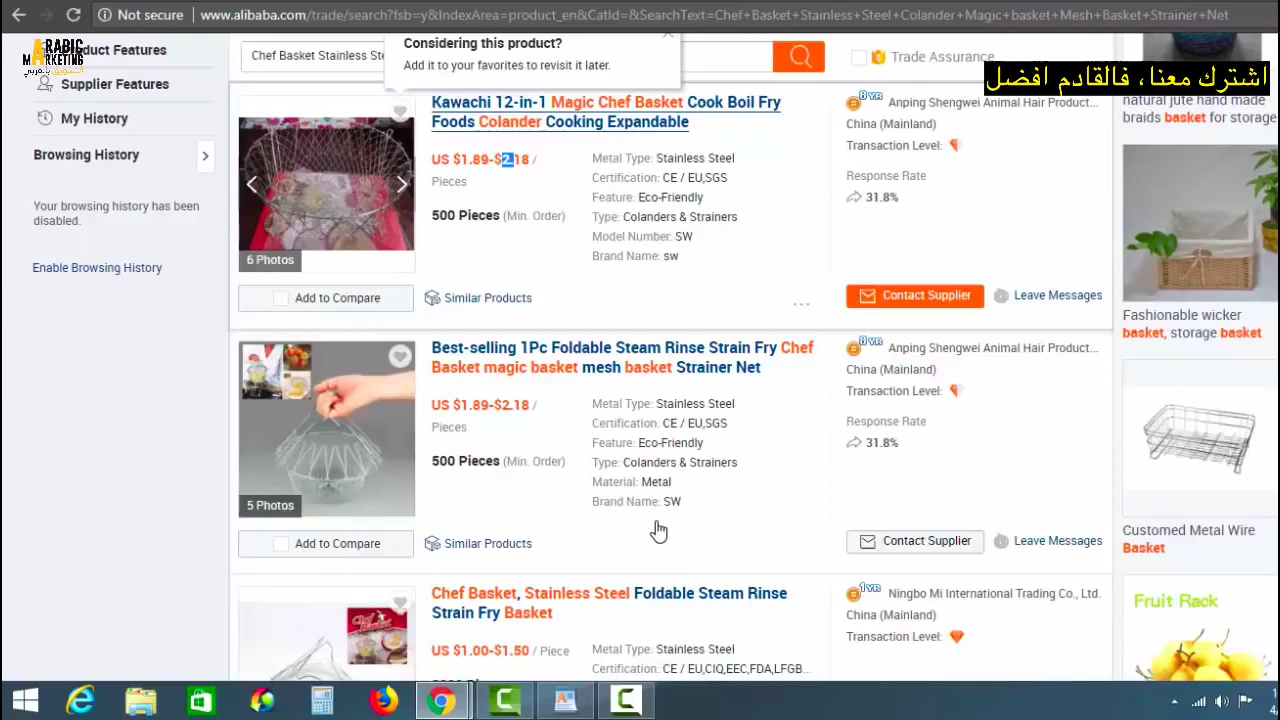 Not secure
www.alibaba.com/trade/search?fsb=y&IndexArea=product_en&CatId=&SearchText=Chef+Basket+Stainless+Steel+Colander+Magic+basket+Mesh+Basket+Strainer+Net
ARABIC
MARKETING
التسويق بالعربي
Product Features
Supplier Features
My History
Browsing History
Your browsing history has been
disabled.
Enable Browsing History
Chef Basket Stainless Ste
Considering this product?
Add it to your favorites to revisit it later.
Trade Assurance
اشترك معنا، فالقادم افضل
Kawachi 12-in-1 Magic Chef Basket Cook Boil Fry
Foods Colander Cooking Expandable
US $1.89-$2.18 /
Pieces
500 Pieces (Min. Order)
Metal Type: Stainless Steel
Certification: CE / EU,SGS
Feature: Eco-Friendly
Type: Colanders & Strainers
Model Number: SW
Brand Name: sw
8 YR
Anping Shengwei Animal Hair Product...
China (Mainland)
Transaction Level:
Response Rate
31.8%
6 Photos
Add to Compare
Similar Products
...
Contact Supplier
Leave Messages
Best-selling 1Pc Foldable Steam Rinse Strain Fry Chef
Basket magic basket mesh basket Strainer Net
US $1.89-$2.18 /
Pieces
500 Pieces (Min. Order)
Metal Type: Stainless Steel
Certification: CE / EU,SGS
Feature: Eco-Friendly
Type: Colanders & Strainers
Material: Metal
Brand Name: SW
8 YR
Anping Shengwei Animal Hair Product...
China (Mainland)
Transaction Level:
Response Rate
31.8%
5 Photos
Add to Compare
Similar Products
Contact Supplier
Leave Messages
Chef Basket, Stainless Steel Foldable Steam Rinse
Strain Fry Basket
US $1.00-$1.50 / Piece
Metal Type: Stainless Steel
Certification: CE / EU,CIQ,EEC,FDA,LFGB...
1 YR
Ningbo Mi International Trading Co., Ltd.
China (Mainland)
Transaction Level:
natural jute hand made
braids basket for storage
Fashionable wicker
basket, storage basket
Customed Metal Wire
Basket
Fruit Rack